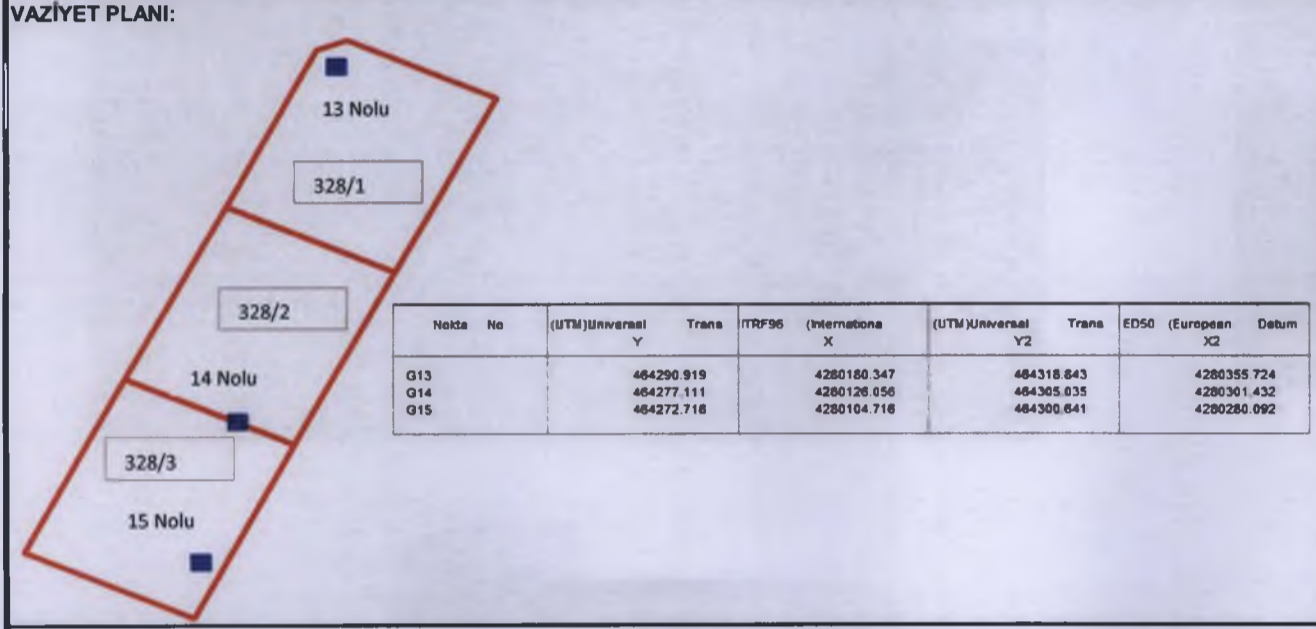 VAZİYET PLANI:
13 Nolu
328/1
328/2
14 Nolu
328/3
15 Nolu
Nokta No (UTM)Universal Trans ITRF96 (Internationa (UTM)Universal Trans ED50 (European Datum
Y X Y2 X2
G13 464290.919 4280180.347 464318.843 4280355.724
G14 464277.111 4280126.056 464305.035 4280301.432
G15 464272.716 4280104.716 464300.641 4280280.092